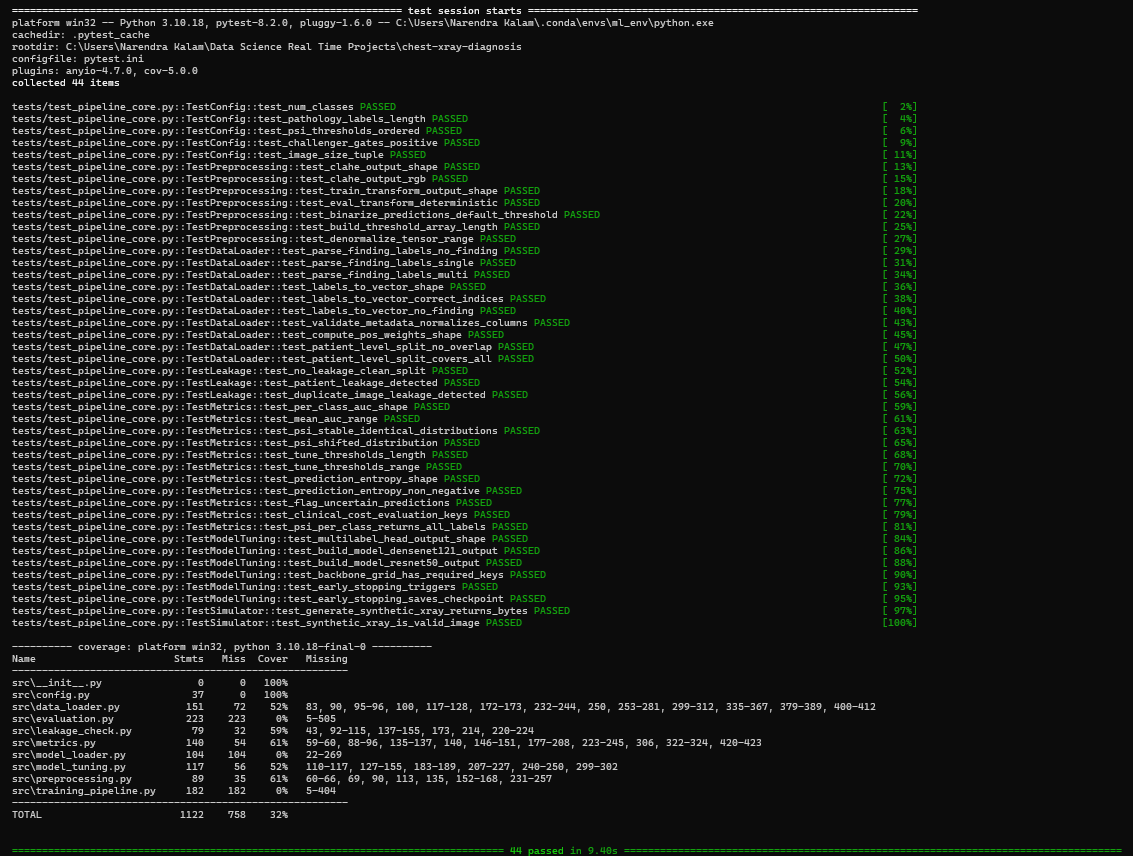 ================================================================= test session starts =================================================================
platform win32 -- Python 3.10.18, pytest-8.2.0, pluggy-1.6.0 -- C:\Users\Narendra Kalam\.conda\envs\ml_env\python.exe
cachedir: .pytest_cache
rootdir: C:\Users\Narendra Kalam\Data Science Real Time Projects\chest-xray-diagnosis
configfile: pytest.ini
plugins: anyio-4.7.0, cov-5.0.0
collected 44 items
tests/test_pipeline_core.py::TestConfig::test_num_classes PASSED [  2%]
tests/test_pipeline_core.py::TestConfig::test_pathology_labels_length PASSED [  4%]
tests/test_pipeline_core.py::TestConfig::test_psi_thresholds_ordered PASSED [  6%]
tests/test_pipeline_core.py::TestConfig::test_challenger_gates_positive PASSED [  9%]
tests/test_pipeline_core.py::TestConfig::test_image_size_tuple PASSED [ 11%]
tests/test_pipeline_core.py::TestPreprocessing::test_clahe_output_shape PASSED [ 13%]
tests/test_pipeline_core.py::TestPreprocessing::test_clahe_output_rgb PASSED [ 15%]
tests/test_pipeline_core.py::TestPreprocessing::test_train_transform_output_shape PASSED [ 18%]
tests/test_pipeline_core.py::TestPreprocessing::test_eval_transform_deterministic PASSED [ 20%]
tests/test_pipeline_core.py::TestPreprocessing::test_binarize_predictions_default_threshold PASSED [ 22%]
tests/test_pipeline_core.py::TestPreprocessing::test_build_threshold_array_length PASSED [ 25%]
tests/test_pipeline_core.py::TestPreprocessing::test_denormalize_tensor_range PASSED [ 27%]
tests/test_pipeline_core.py::TestDataLoader::test_parse_finding_labels_no_finding PASSED [ 29%]
tests/test_pipeline_core.py::TestDataLoader::test_parse_finding_labels_single PASSED [ 31%]
tests/test_pipeline_core.py::TestDataLoader::test_parse_finding_labels_multi PASSED [ 34%]
tests/test_pipeline_core.py::TestDataLoader::test_labels_to_vector_shape PASSED [ 36%]
tests/test_pipeline_core.py::TestDataLoader::test_labels_to_vector_correct_indices PASSED [ 38%]
tests/test_pipeline_core.py::TestDataLoader::test_labels_to_vector_no_finding PASSED [ 40%]
tests/test_pipeline_core.py::TestDataLoader::test_validate_metadata_normalizes_columns PASSED [ 43%]
tests/test_pipeline_core.py::TestDataLoader::test_compute_pos_weights_shape PASSED [ 45%]
tests/test_pipeline_core.py::TestDataLoader::test_patient_level_split_no_overlap PASSED [ 47%]
tests/test_pipeline_core.py::TestDataLoader::test_patient_level_split_covers_all PASSED [ 50%]
tests/test_pipeline_core.py::TestLeakage::test_no_leakage_clean_split PASSED [ 52%]
tests/test_pipeline_core.py::TestLeakage::test_patient_leakage_detected PASSED [ 54%]
tests/test_pipeline_core.py::TestLeakage::test_duplicate_image_leakage_detected PASSED [ 56%]
tests/test_pipeline_core.py::TestMetrics::test_per_class_auc_shape PASSED [ 59%]
tests/test_pipeline_core.py::TestMetrics::test_mean_auc_range PASSED [ 61%]
tests/test_pipeline_core.py::TestMetrics::test_psi_stable_identical_distributions PASSED [ 63%]
tests/test_pipeline_core.py::TestMetrics::test_psi_shifted_distribution PASSED [ 65%]
tests/test_pipeline_core.py::TestMetrics::test_tune_thresholds_length PASSED [ 68%]
tests/test_pipeline_core.py::TestMetrics::test_tune_thresholds_range PASSED [ 70%]
tests/test_pipeline_core.py::TestMetrics::test_prediction_entropy_shape PASSED [ 72%]
tests/test_pipeline_core.py::TestMetrics::test_prediction_entropy_non_negative PASSED [ 75%]
tests/test_pipeline_core.py::TestMetrics::test_flag_uncertain_predictions PASSED [ 77%]
tests/test_pipeline_core.py::TestMetrics::test_clinical_cost_evaluation_keys PASSED [ 79%]
tests/test_pipeline_core.py::TestMetrics::test_psi_per_class_returns_all_labels PASSED [ 81%]
tests/test_pipeline_core.py::TestModelTuning::test_multilabel_head_output_shape PASSED [ 84%]
tests/test_pipeline_core.py::TestModelTuning::test_build_model_densenet121_output PASSED [ 86%]
tests/test_pipeline_core.py::TestModelTuning::test_build_model_resnet50_output PASSED [ 88%]
tests/test_pipeline_core.py::TestModelTuning::test_backbone_grid_has_required_keys PASSED [ 90%]
tests/test_pipeline_core.py::TestModelTuning::test_early_stopping_triggers PASSED [ 93%]
tests/test_pipeline_core.py::TestModelTuning::test_early_stopping_saves_checkpoint PASSED [ 95%]
tests/test_pipeline_core.py::TestSimulator::test_generate_synthetic_xray_returns_bytes PASSED [ 97%]
tests/test_pipeline_core.py::TestSimulator::test_synthetic_xray_is_valid_image PASSED [100%]
---------- coverage: platform win32, python 3.10.18-final-0 ----------
Name                       Stmts   Miss  Cover   Missing
--------------------------------------------------------
src\__init__.py                0      0   100%
src\config.py                 37      0   100%
src\data_loader.py           151     72    52%   83, 90, 95-96, 100, 117-128, 172-173, 232-244, 250, 253-281, 299-312, 335-367, 379-389, 400-412
src\evaluation.py            223    223     0%   5-505
src\leakage_check.py          79     32    59%   43, 92-115, 137-155, 173, 214, 220-224
src\metrics.py               140     54    61%   59-60, 88-96, 135-137, 140, 146-151, 177-208, 223-245, 306, 322-324, 420-423
src\model_loader.py          104    104     0%   22-269
src\model_tuning.py          117     56    52%   110-117, 127-155, 183-189, 207-227, 240-250, 299-302
src\preprocessing.py          89     35    61%   60-66, 69, 90, 113, 135, 152-168, 231-257
src\training_pipeline.py     182    182     0%   5-404
--------------------------------------------------------
TOTAL                       1122    758    32%
================================================================================== 44 passed in 9.40s ===================================================================================